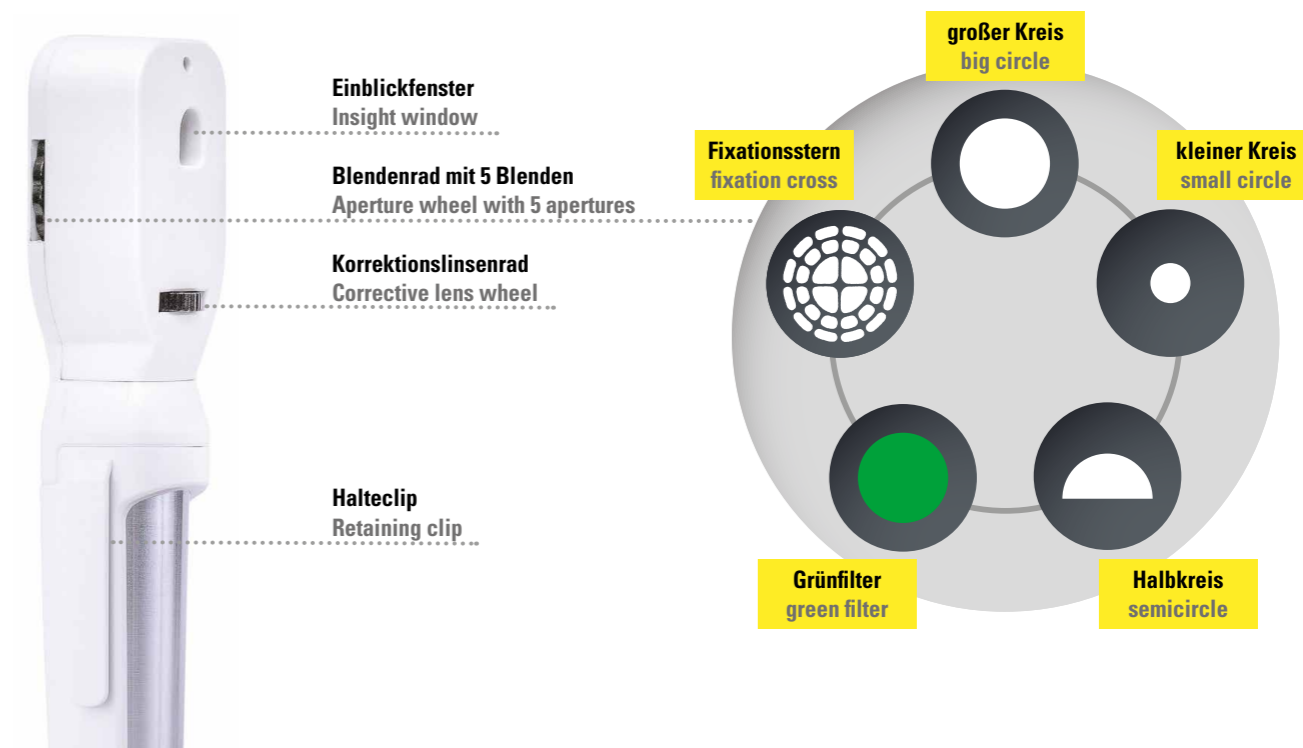 Einblickfenster
Insight window
Blendenrad mit 5 Blenden
Aperture wheel with 5 apertures
Korrektionslinsenrad
Corrective lens wheel
Halteclip
Retaining clip
großer Kreis
big circle
Fixationsstern
fixation cross
kleiner Kreis
small circle
Grünfilter
green filter
Halbkreis
semicircle